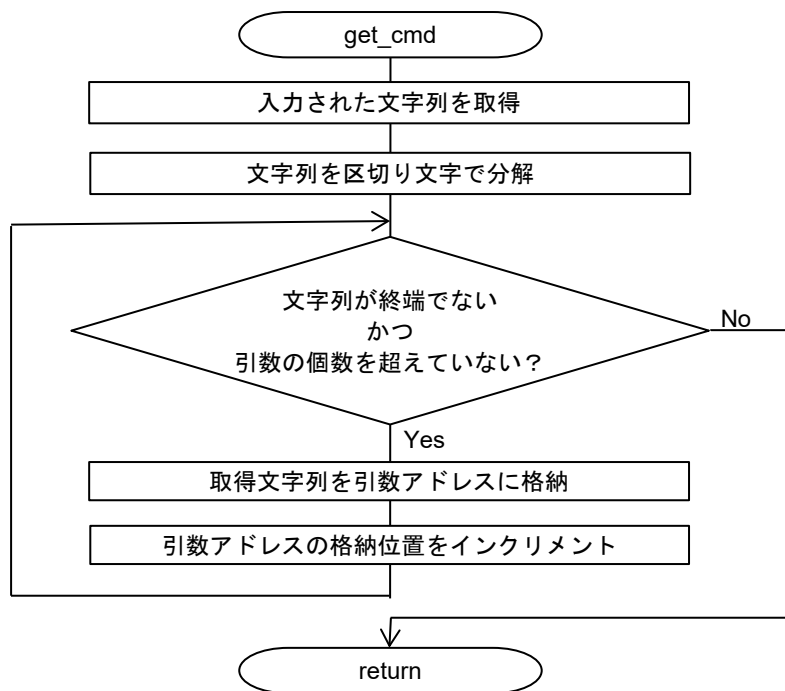 get_cmd
入力された文字列を取得
文字列を区切り文字で分解
文字列が終端でない
かつ
引数の個数を超えていない？
No
Yes
取得文字列を引数アドレスに格納
引数アドレスの格納位置をインクリメント
return